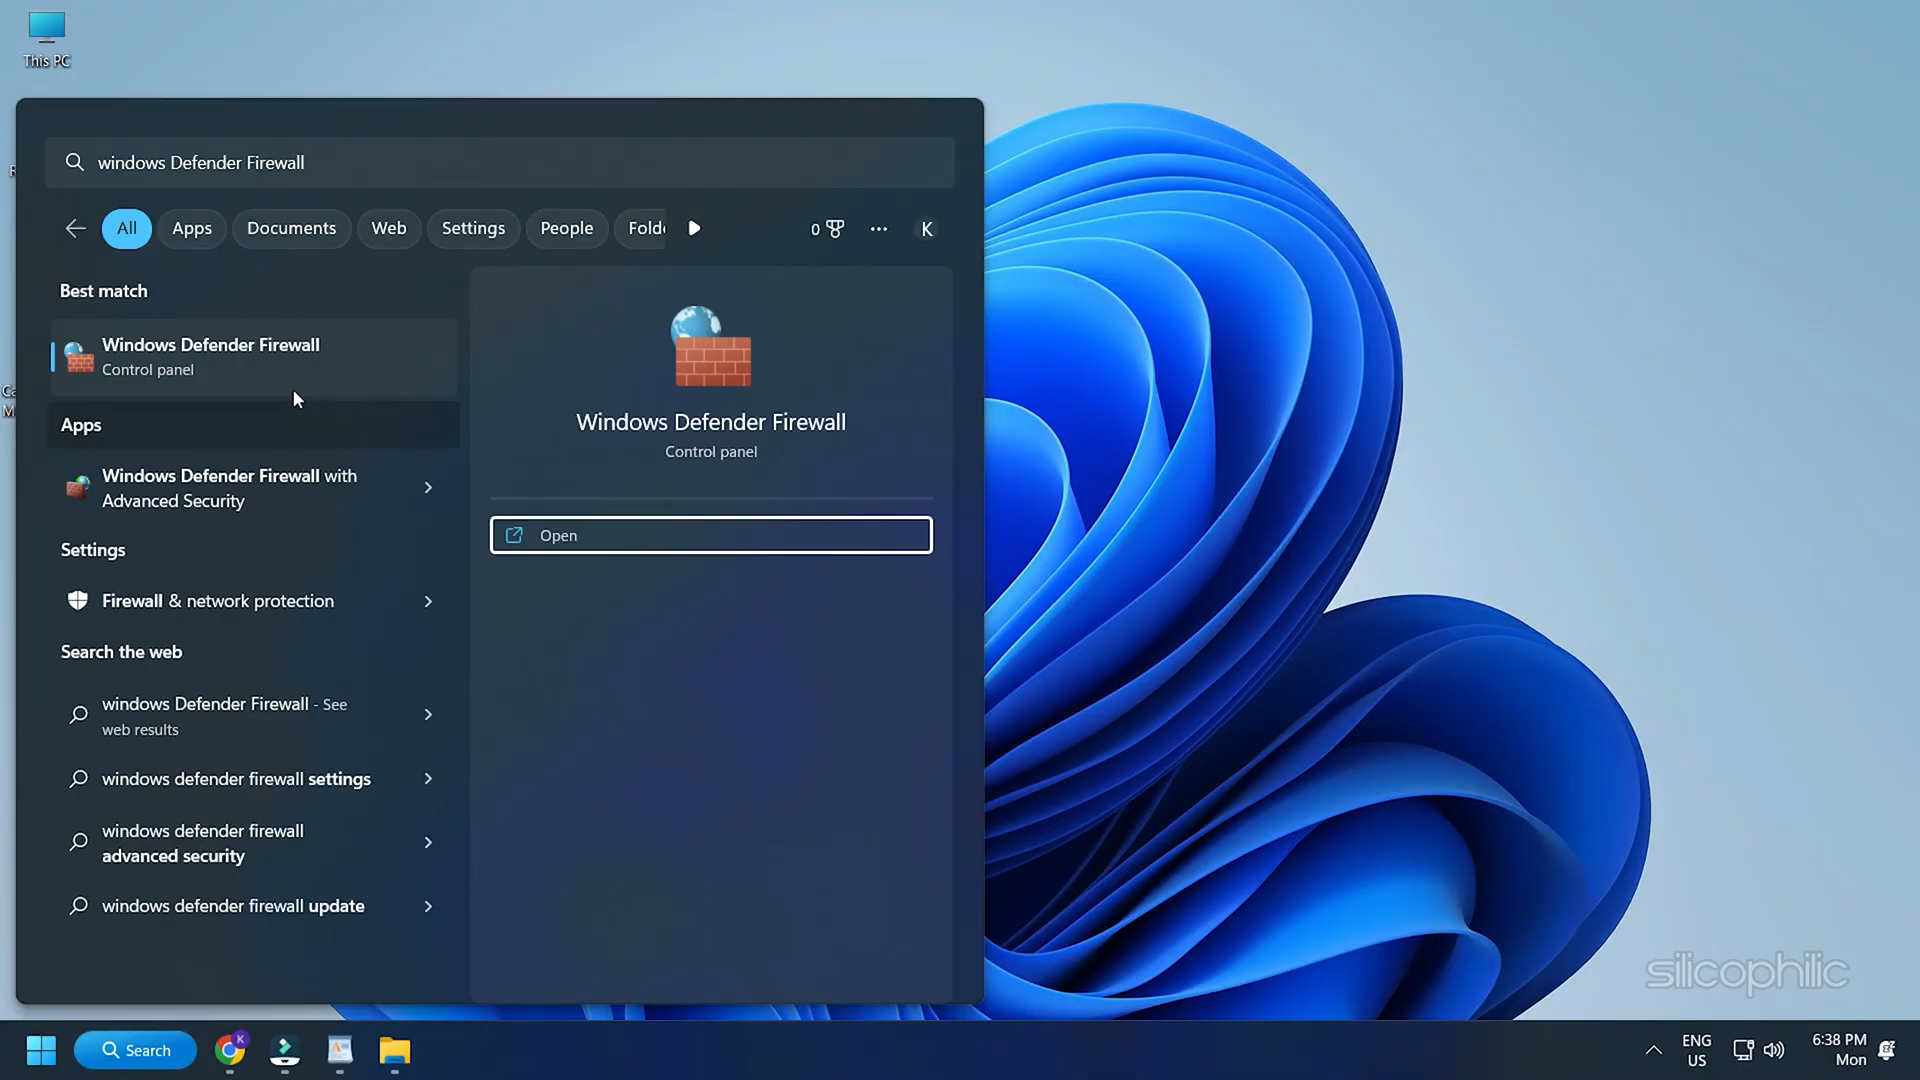 This PC
windows Defender Firewall
All
Apps
Documents
Web
Settings
People
Folde
0
K
Best match
Windows Defender Firewall
Control panel
Apps
Windows Defender Firewall with
Advanced Security
Settings
Firewall & network protection
Search the web
windows Defender Firewall - See
web results
windows defender firewall settings
windows defender firewall
advanced security
windows defender firewall update
Windows Defender Firewall
Control panel
Open
silicophilic
Search
K
ENG
US
6:38 PM
Mon